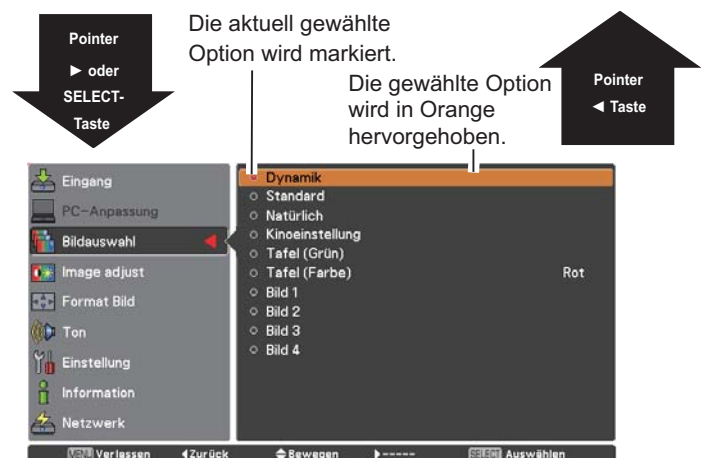 Pointer
► oder
SELECT-
Taste
Die aktuell gewählte
Option wird markiert.
Die gewählte Option
wird in Orange
hervorgehoben.
Pointer
◄ Taste
Eingang
PC-Anpassung
Bildauswahl
Image adjust
Format Bild
Ton
Einstellung
Information
Netzwerk
Dynamik
Standard
Natürlich
Kinoeinstellung
Tafel (Grün)
Tafel (Farbe) Rot
Bild 1
Bild 2
Bild 3
Bild 4
MENU Verlassen ◄Zurück Bewegen ►----- SELECT Auswählen